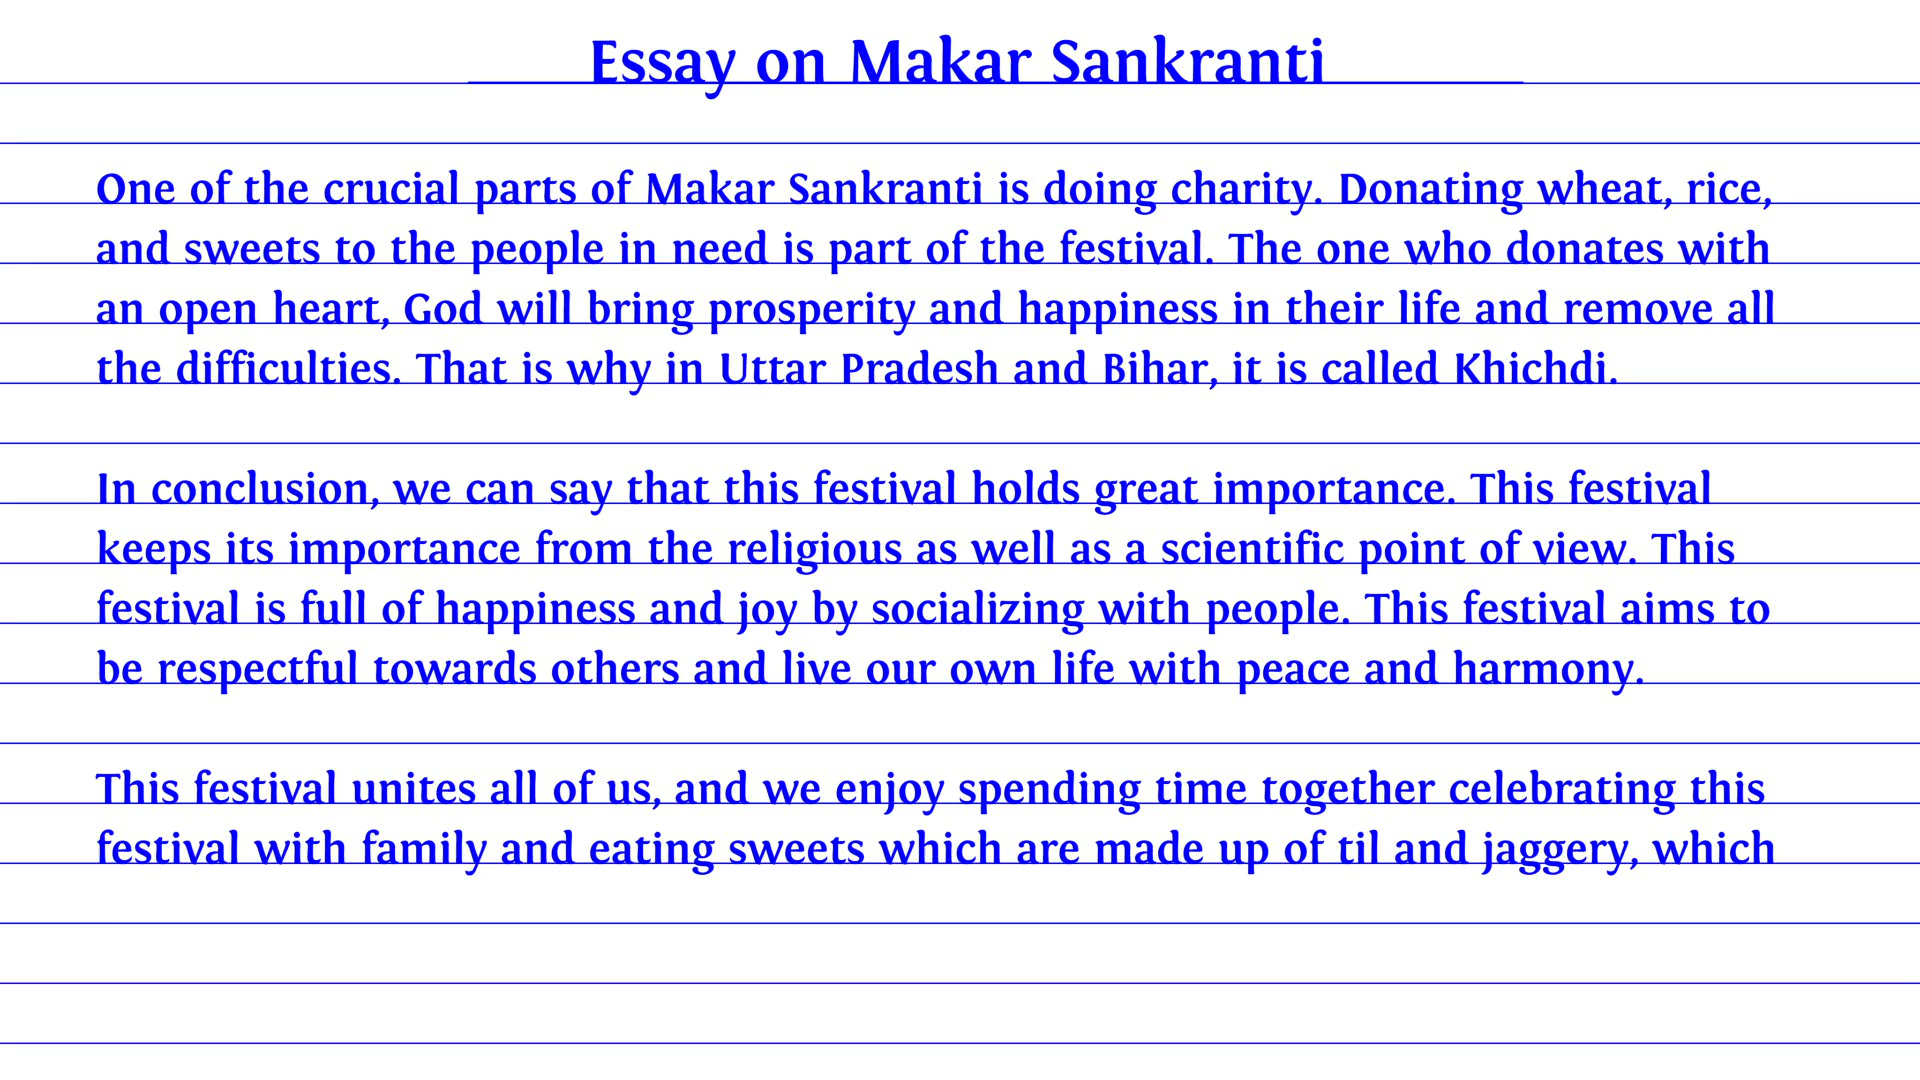 Essay on Makar Sankranti
One of the crucial parts of Makar Sankranti is doing charity. Donating wheat, rice,
and sweets to the people in need is part of the festival. The one who donates with
an open heart, God will bring prosperity and happiness in their life and remove all
the difficulties. That is why in Uttar Pradesh and Bihar, it is called Khichdi.
In conclusion, we can say that this festival holds great importance. This festival
keeps its importance from the religious as well as a scientific point of view. This
festival is full of happiness and joy by socializing with people. This festival aims to
be respectful towards others and live our own life with peace and harmony.
This festival unites all of us, and we enjoy spending time together celebrating this
festival with family and eating sweets which are made up of til and jaggery, which